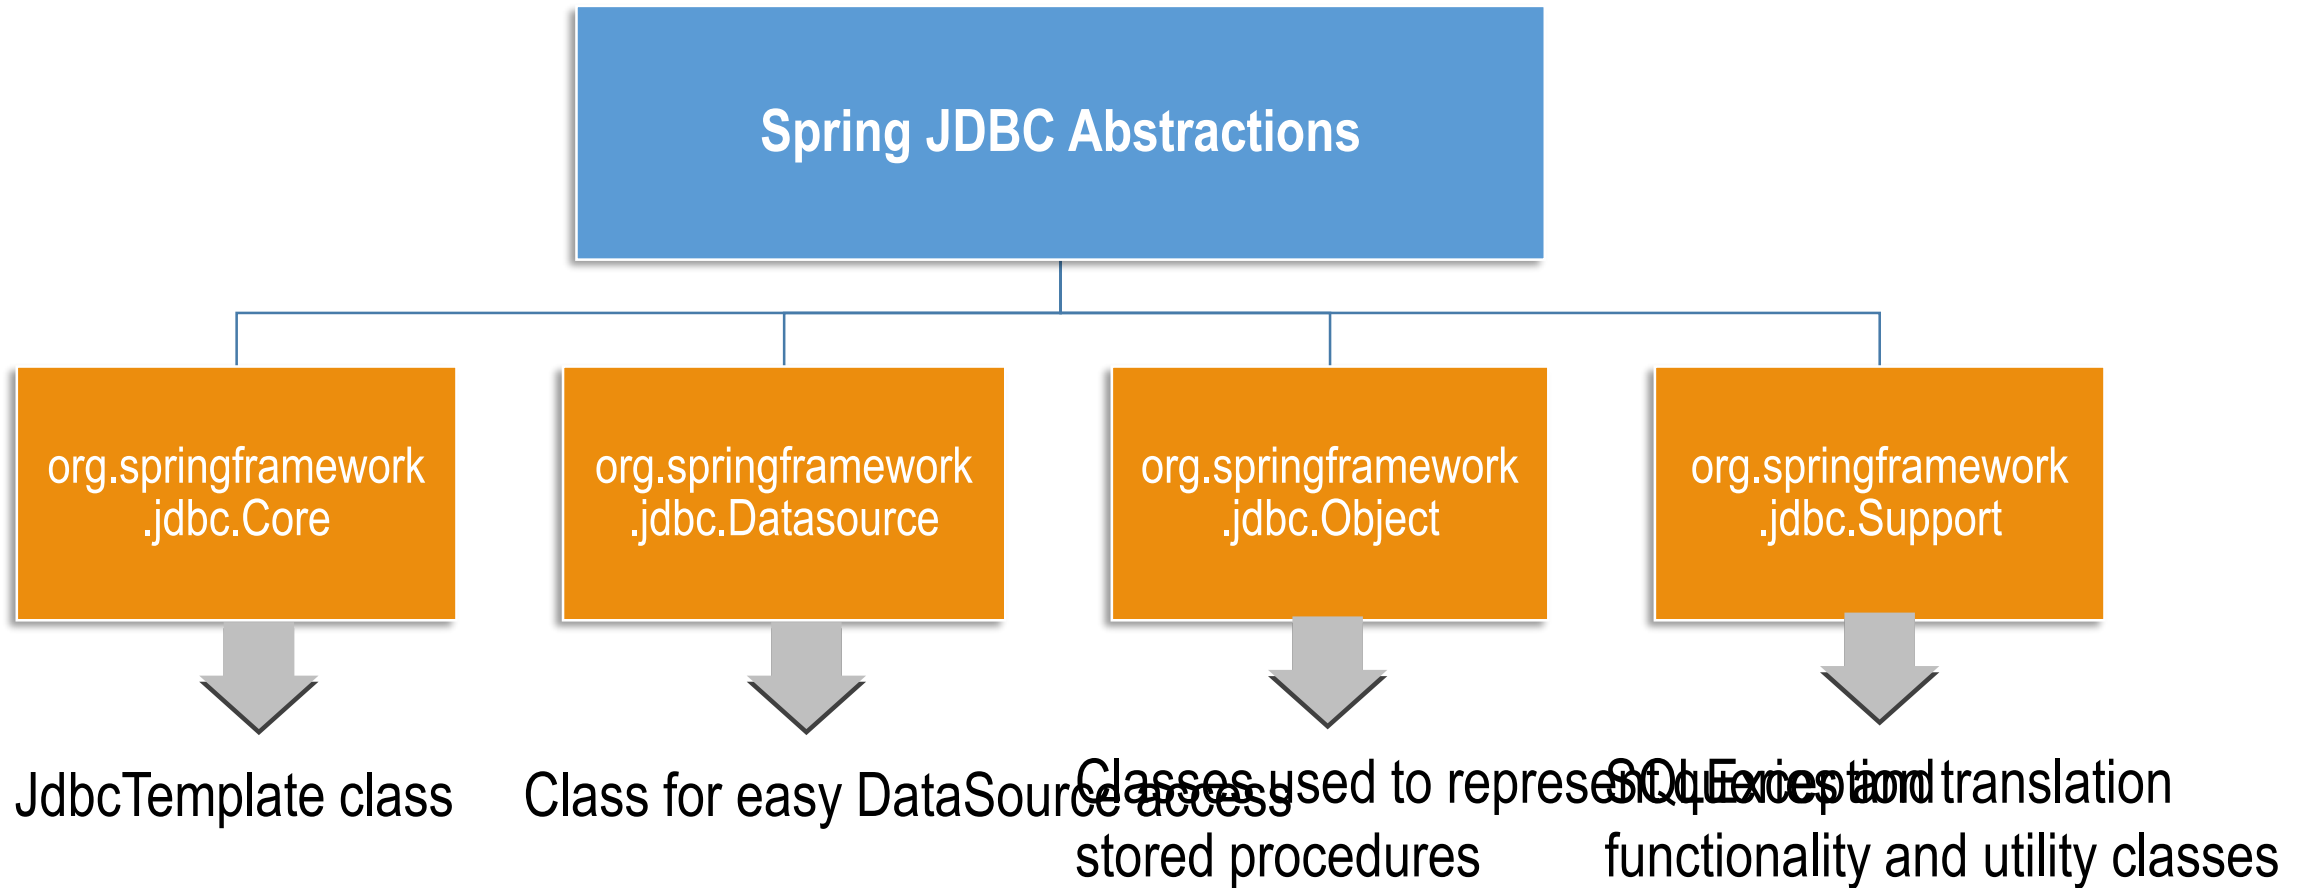 Spring JDBC Abstractions
org.springframework
.jdbc.Core
org.springframework
.jdbc.Datasource
org.springframework
.jdbc.Object
org.springframework
.jdbc.Support
JdbcTemplate class
Class for easy DataSource access
Classes used to represent queries and
stored procedures
SQLException translation
functionality and utility classes